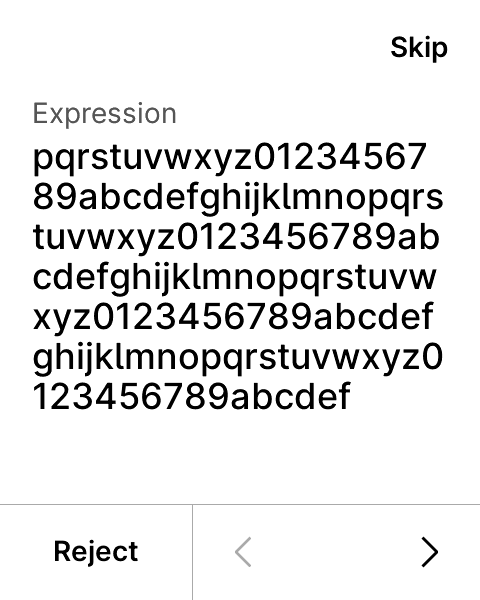 Skip
Expression
pqrstuvwxyz01234567
89abcdefghijklmnopqrs
tuvwxyz0123456789ab
cdefghijklmnopqrstuvw
xyz0123456789abcdef
ghijklmnopqrstuvwxyz0
123456789abcdef
Reject